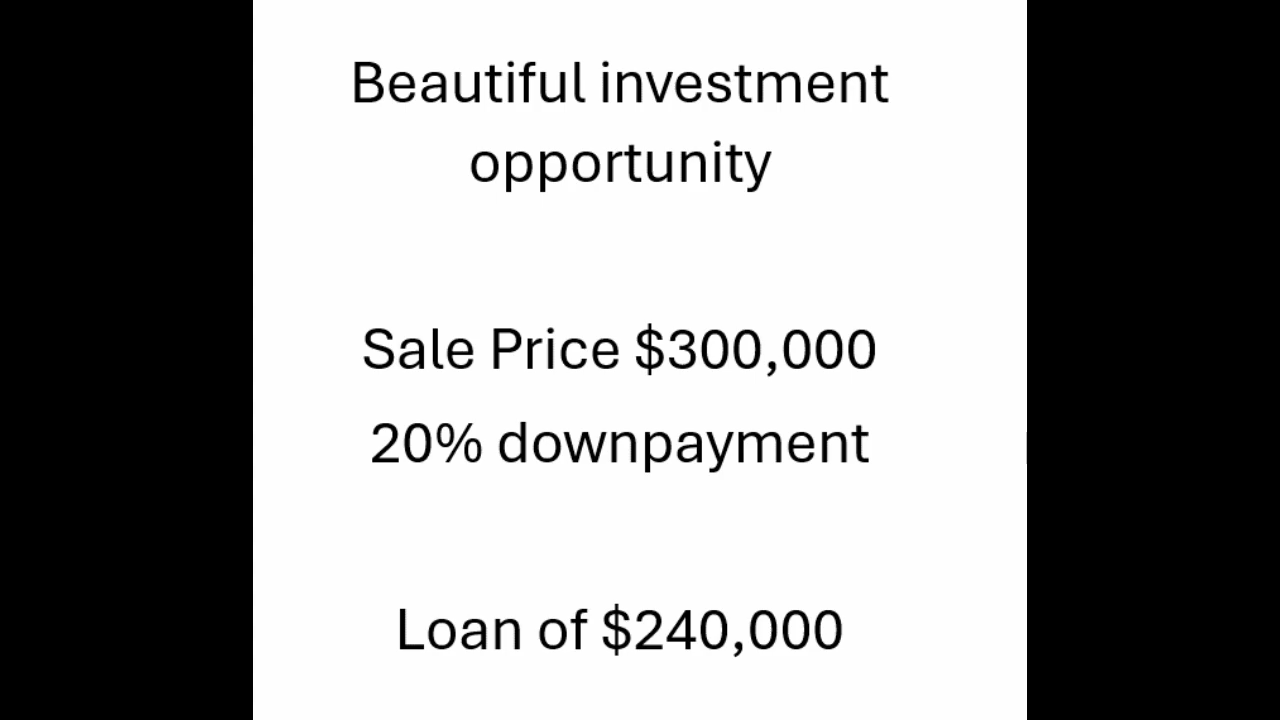 Beautiful investment
opportunity
Sale Price $300,000
20% downpayment
Loan of $240,000